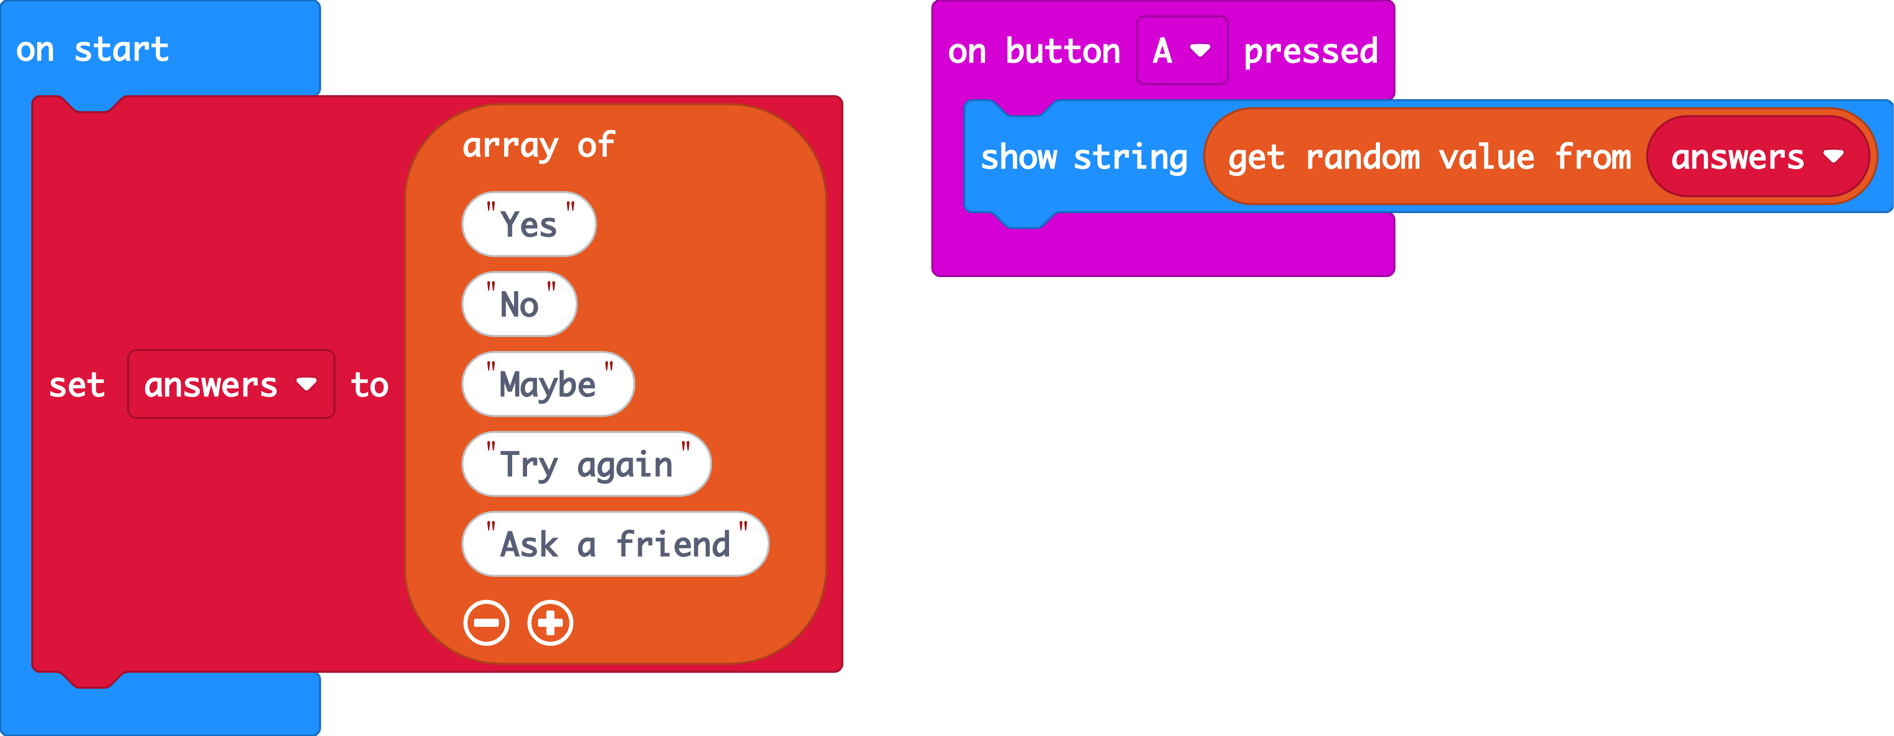 on start
set answers to
array of
"Yes"
"No"
"Maybe"
"Try again"
"Ask a friend"
on button A pressed
show string get random value from answers